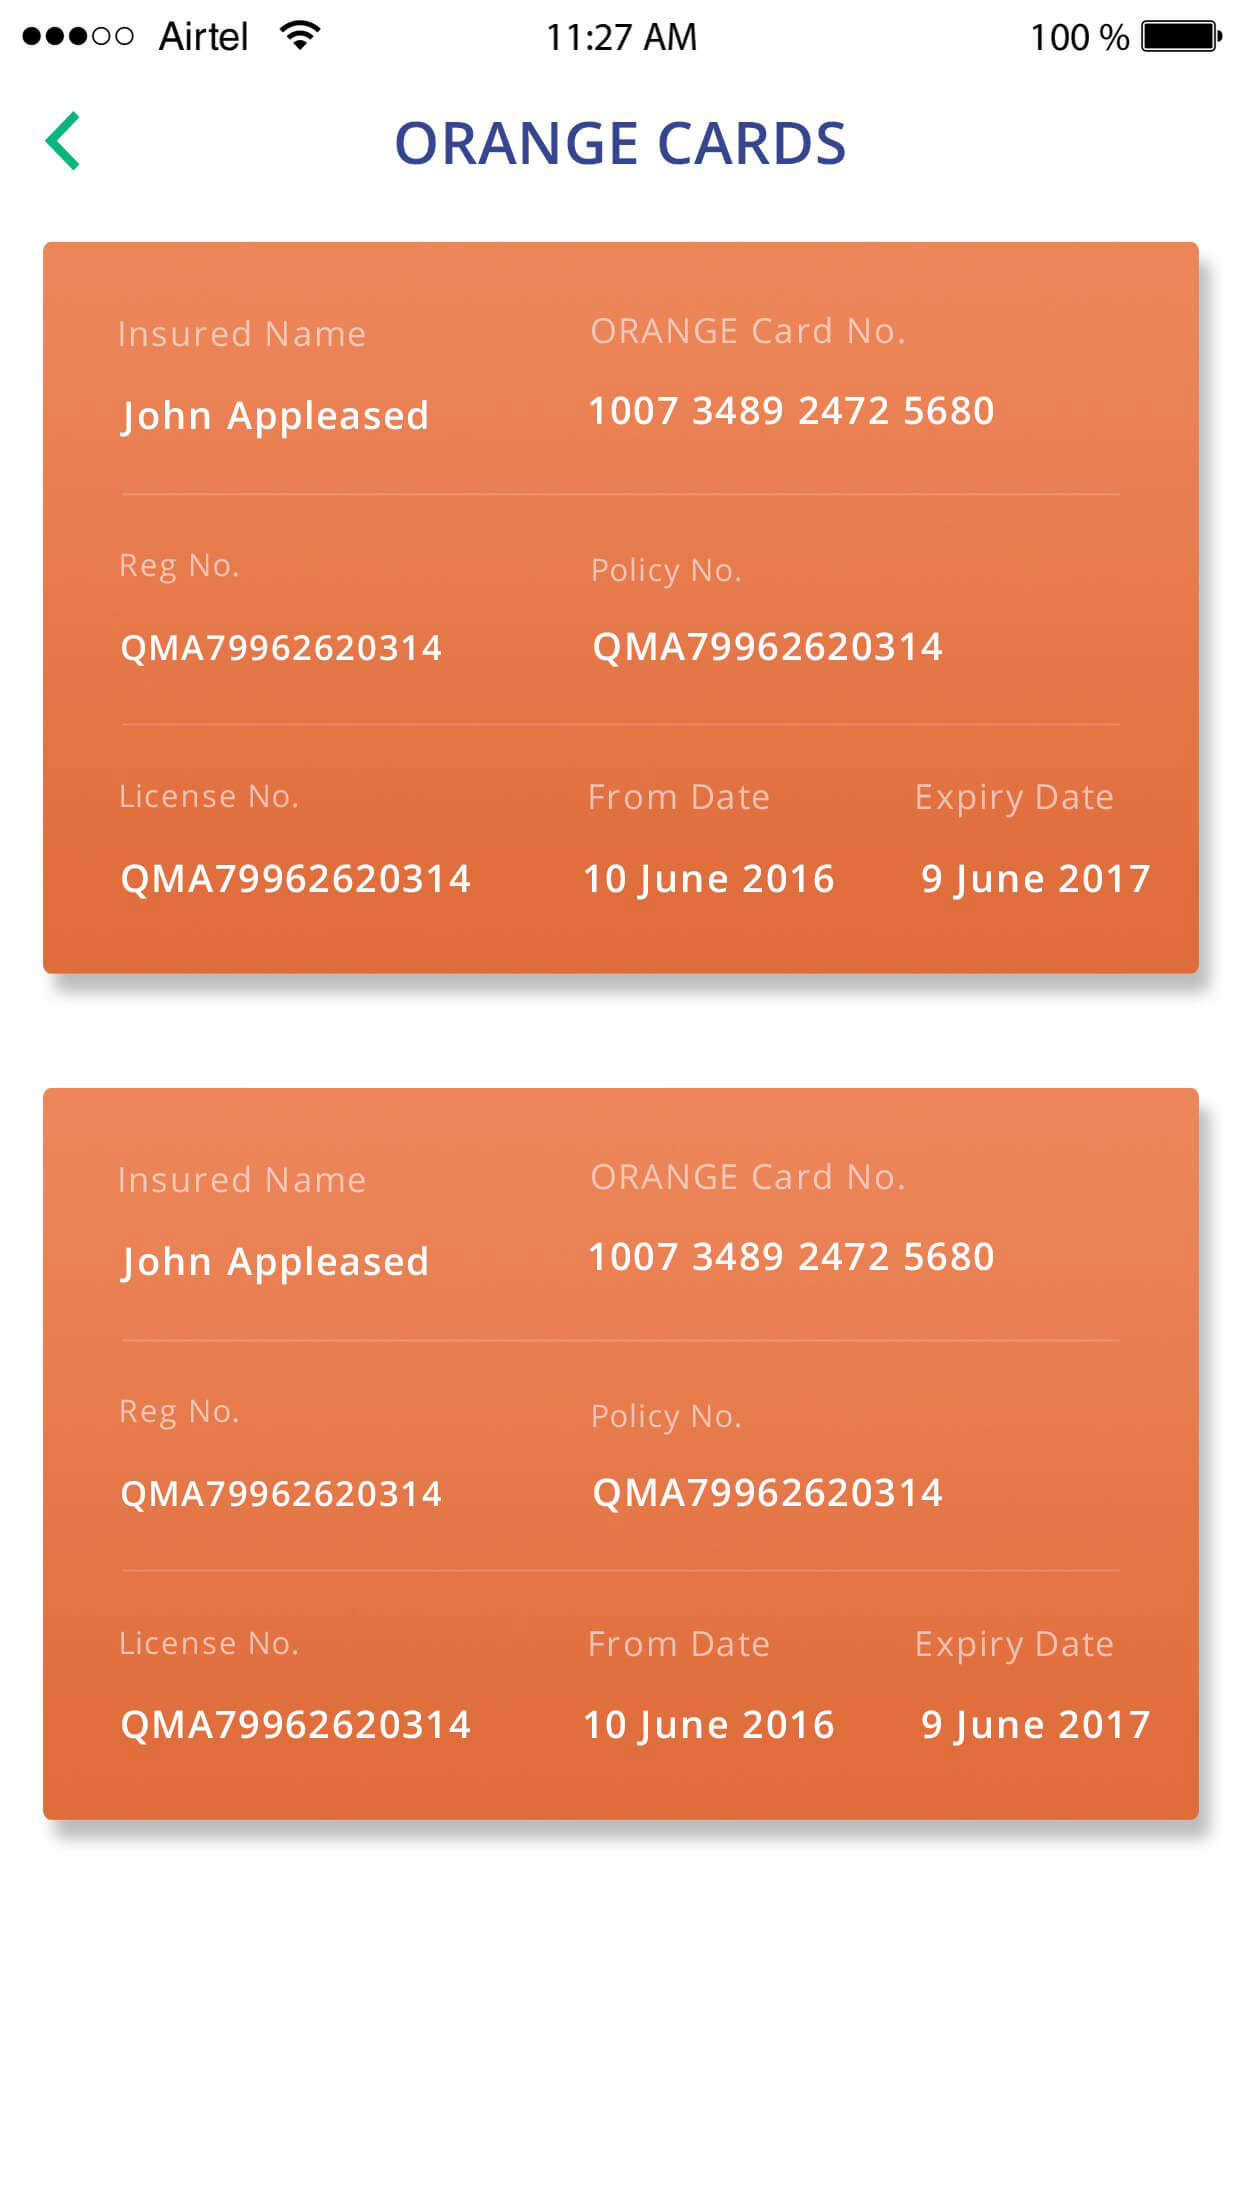 Airtel 11:27 AM 100 %
ORANGE CARDS
Insured Name ORANGE Card No.
John Appleased 1007 3489 2472 5680
Reg No. Policy No.
QMA79962620314 QMA79962620314
License No. From Date Expiry Date
QMA79962620314 10 June 2016 9 June 2017
Insured Name ORANGE Card No.
John Appleased 1007 3489 2472 5680
Reg No. Policy No.
QMA79962620314 QMA79962620314
License No. From Date Expiry Date
QMA79962620314 10 June 2016 9 June 2017